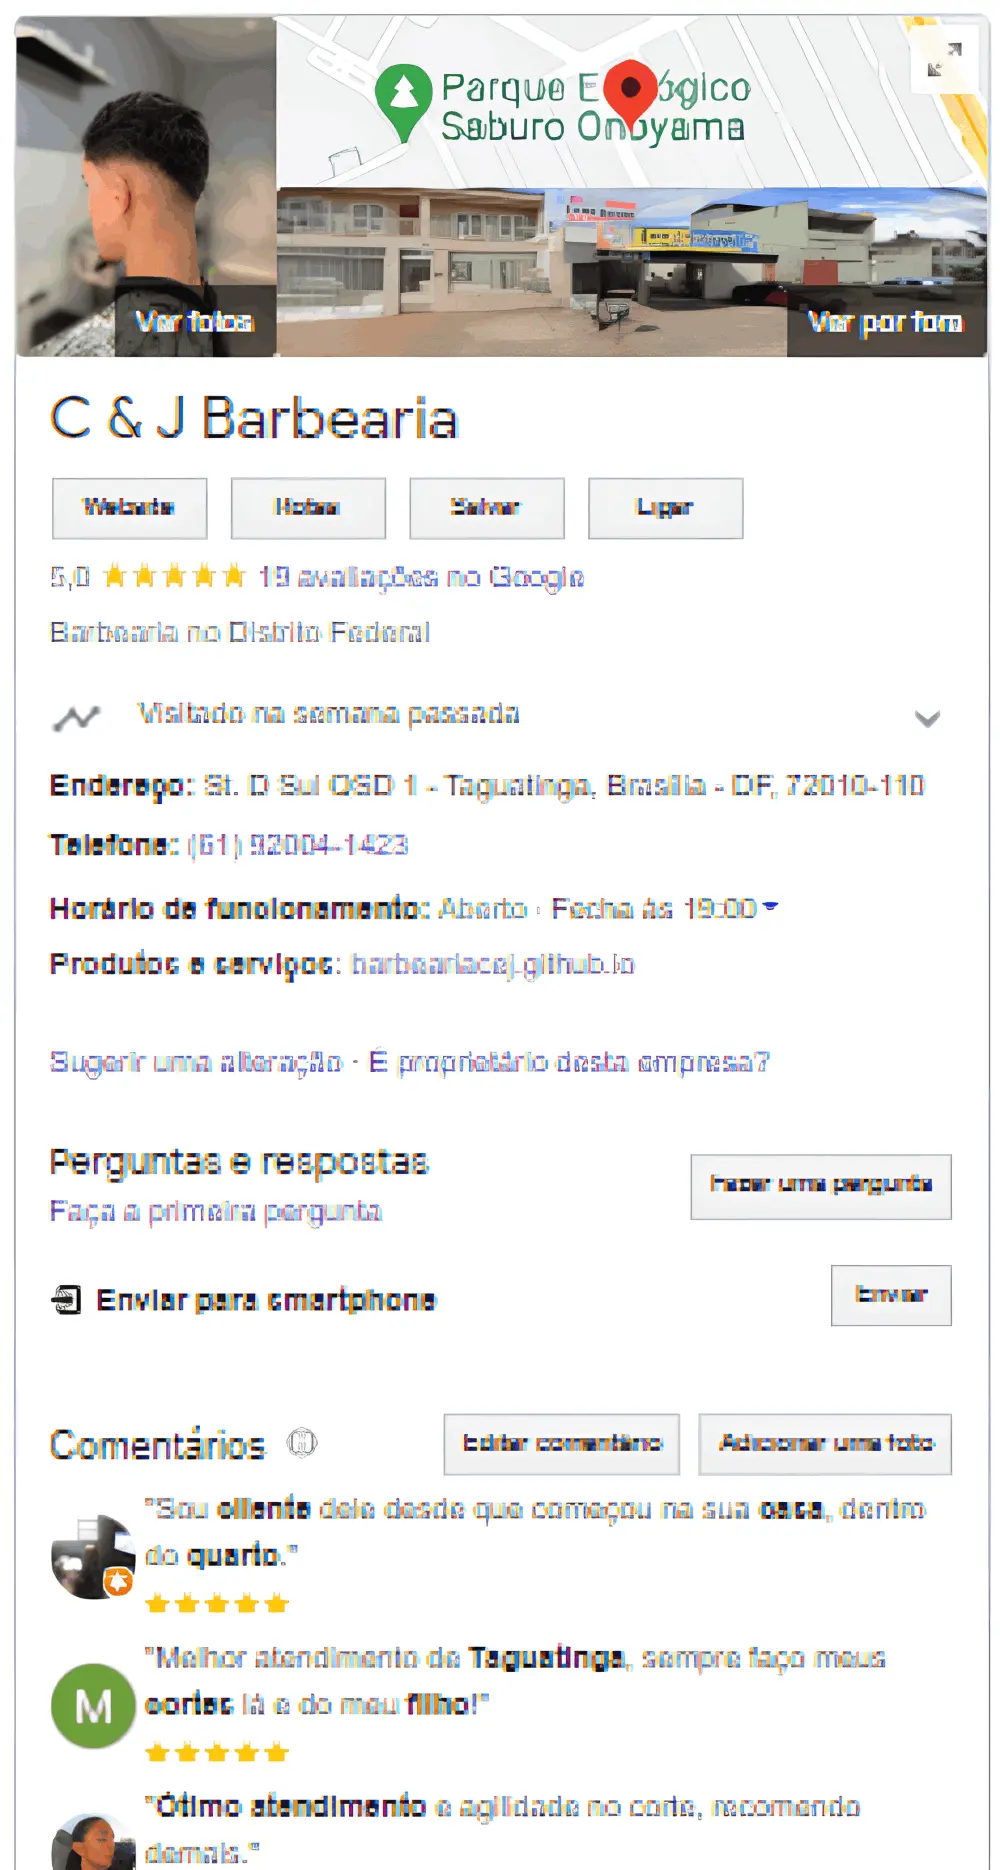 Parque Ecológico
Saburo Onoyama
Ver fotos
Ver por fora
C & J Barbearia
Website
Rotas
Salvar
Ligar
5,0 19 avaliações no Google
Barbearia no Distrito Federal
Visitado na semana passada
Endereço: St. D Sul QSD 1 - Taguatinga, Brasília - DF, 72010-110
Telefone: (61) 92004-1423
Horário de funcionamento: Aberto · Fecha às 19:00
Produtos e serviços: barbeariacej.github.io
Sugerir uma alteração · É proprietário desta empresa?
Perguntas e respostas
Fazer uma pergunta
Faça a primeira pergunta
Enviar para smartphone
Enviar
Comentários
Editar comentário
Adicionar uma foto
"Sou cliente dele desde que começou na sua casa, dentro
do quarto."
"Melhor atendimento de Taguatinga, sempre faço meus
M
cortes lá e do meu filho!"
"Ótimo atendimento e agilidade no corte, recomendo
demais."